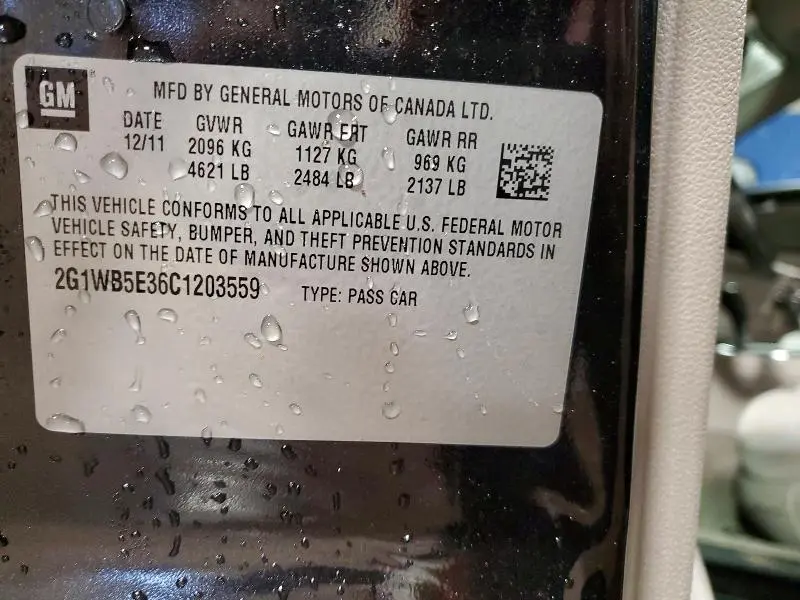 GM
MFD BY GENERAL MOTORS OF CANADA LTD.
DATE GVWR GAWR FRT GAWR RR
12/11 2096 KG 1127 KG 969 KG
4621 LB 2484 LB 2137 LB
THIS VEHICLE CONFORMS TO ALL APPLICABLE U.S. FEDERAL MOTOR
VEHICLE SAFETY, BUMPER, AND THEFT PREVENTION STANDARDS IN
EFFECT ON THE DATE OF MANUFACTURE SHOWN ABOVE.
2G1WB5E36C1203559 TYPE: PASS CAR